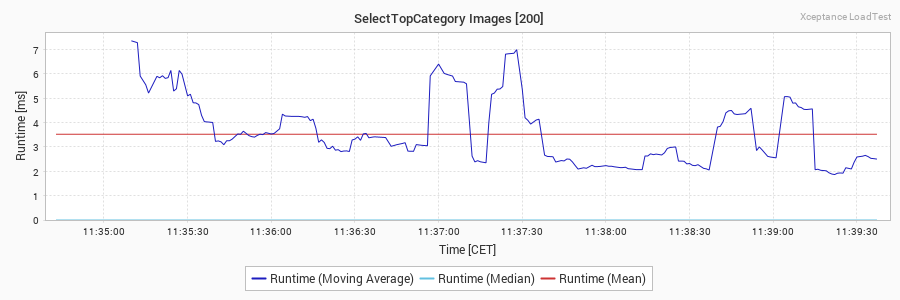 SelectTopCategory Images [200]
Xceptance LoadTest
Runtime [ms]
7
6
5
4
3
2
1
0
11:35:00 11:35:30 11:36:00 11:36:30 11:37:00 11:37:30 11:38:00 11:38:30 11:39:00 11:39:30
Time [CET]
Runtime (Moving Average) Runtime (Median) Runtime (Mean)